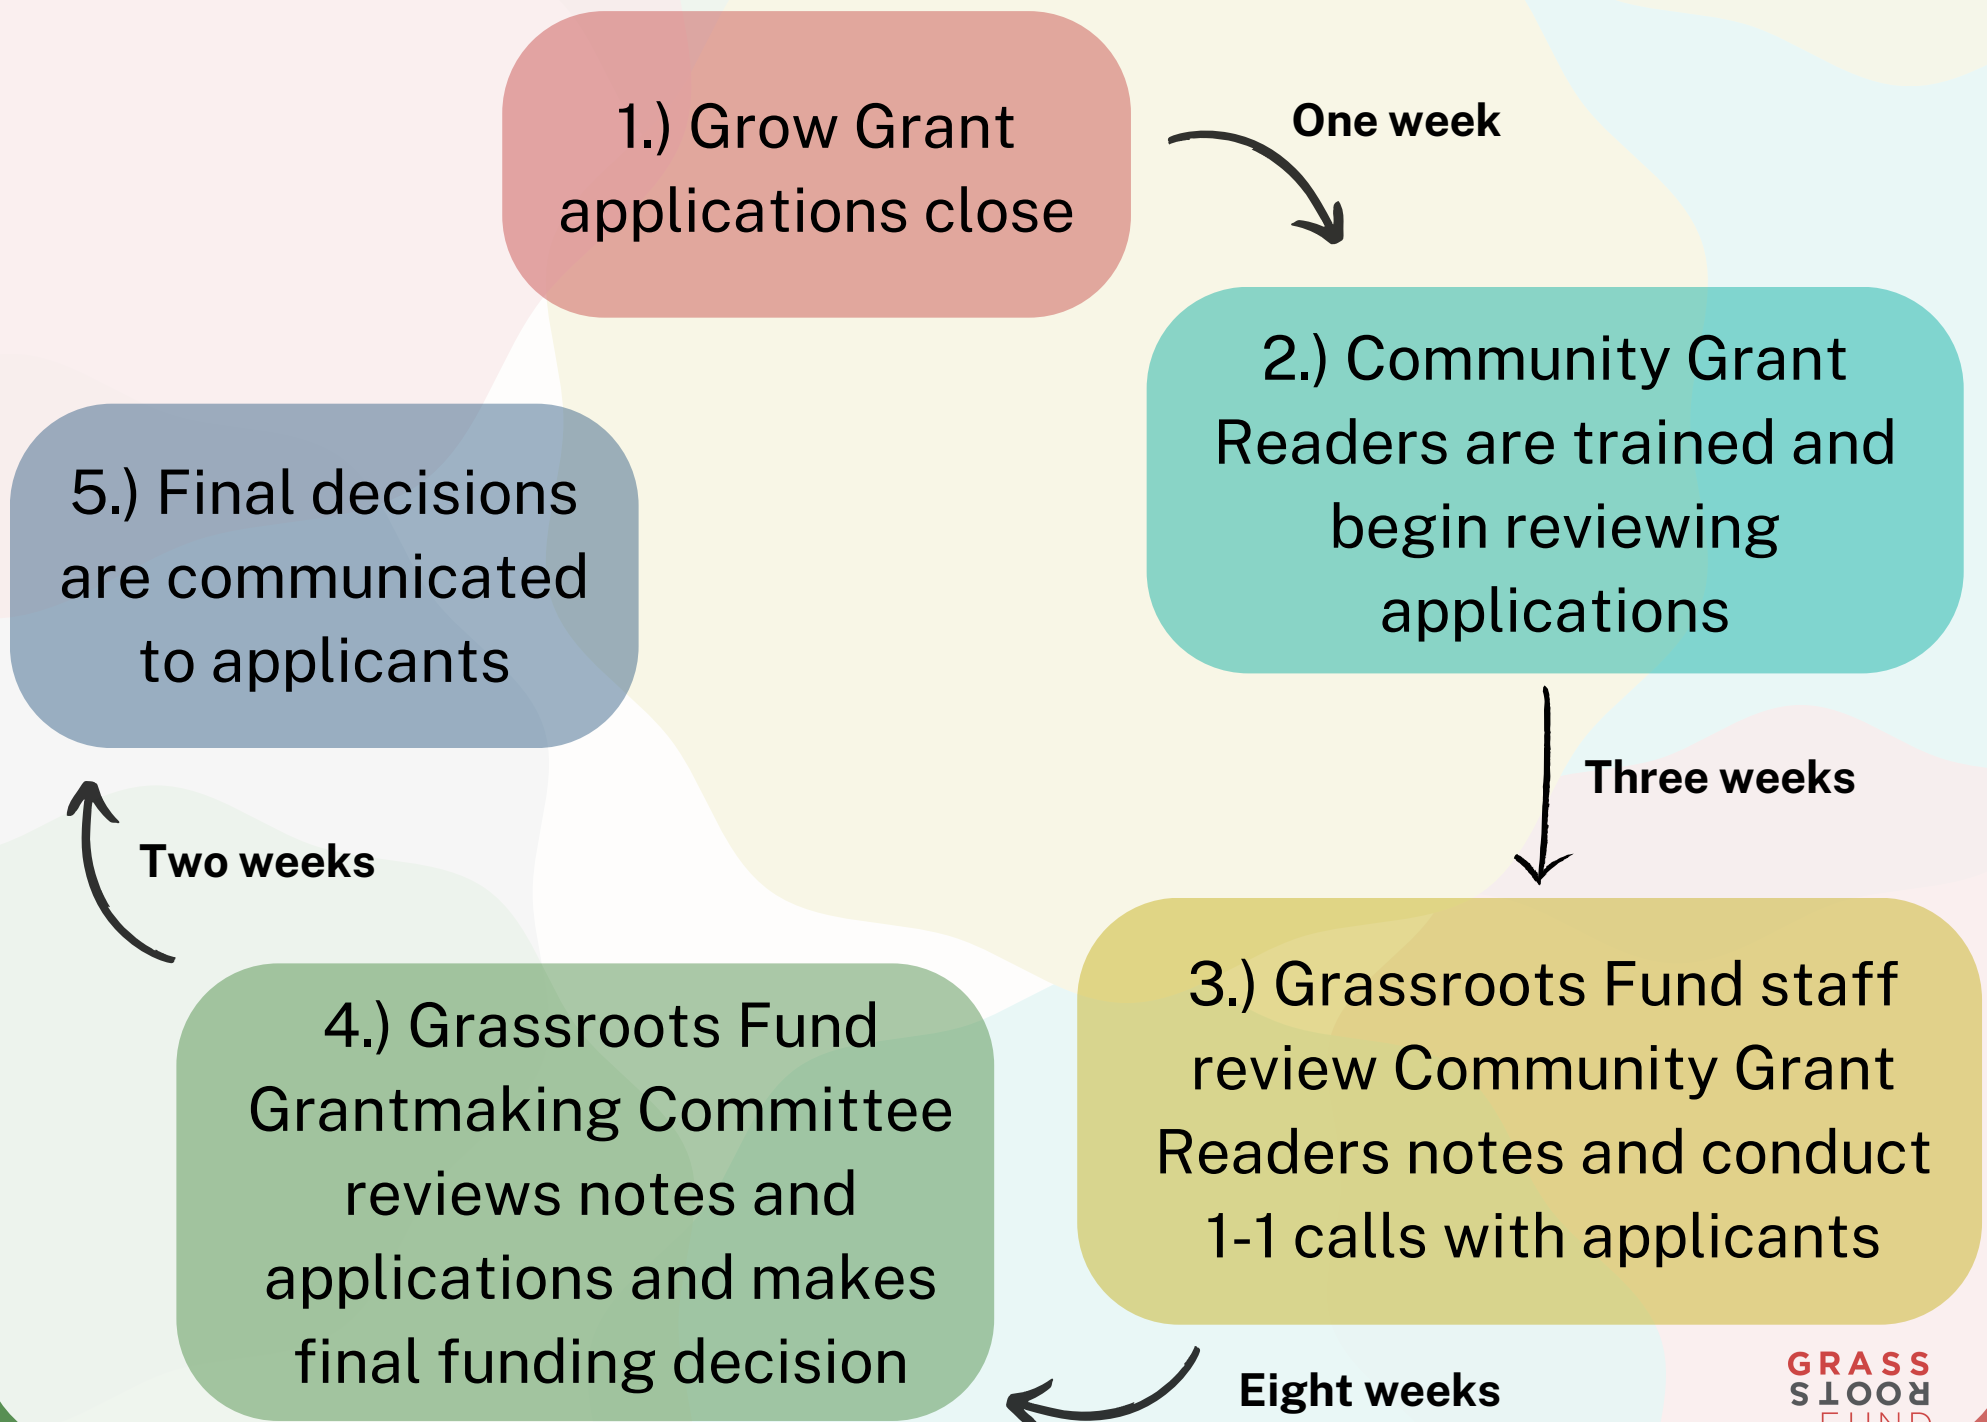 1.) Grow Grant
applications close
One week
2.) Community Grant
Readers are trained and
begin reviewing
applications
Three weeks
3.) Grassroots Fund staff
review Community Grant
Readers notes and conduct
1-1 calls with applicants
Eight weeks
4.) Grassroots Fund
Grantmaking Committee
reviews notes and
applications and makes
final funding decision
Two weeks
5.) Final decisions
are communicated
to applicants
GRASS
ROOTS
FUND